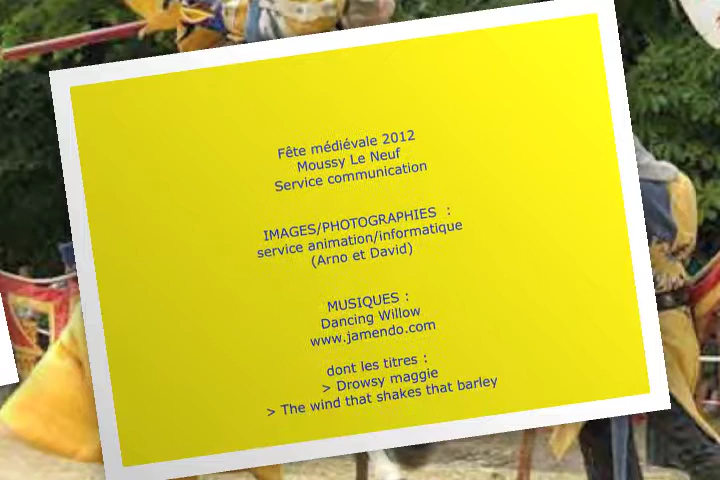 Fête médiévale 2012
Moussy Le Neuf
Service communication
IMAGES/PHOTOGRAPHIES :
service animation/informatique
(Arno et David)
MUSIQUES :
Dancing Willow
www.jamendo.com
dont les titres :
> Drowsy maggie
> The wind that shakes that barley